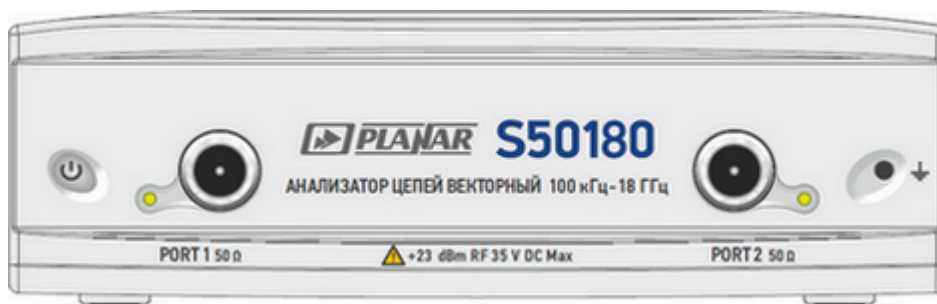 PLANAR S50180
АНАЛИЗАТОР ЦЕПЕЙ ВЕКТОРНЫЙ 100 кГц-18 ГГц
PORT 1 50 Ω +23 dBm RF 35 V DC Max PORT 2 50 Ω